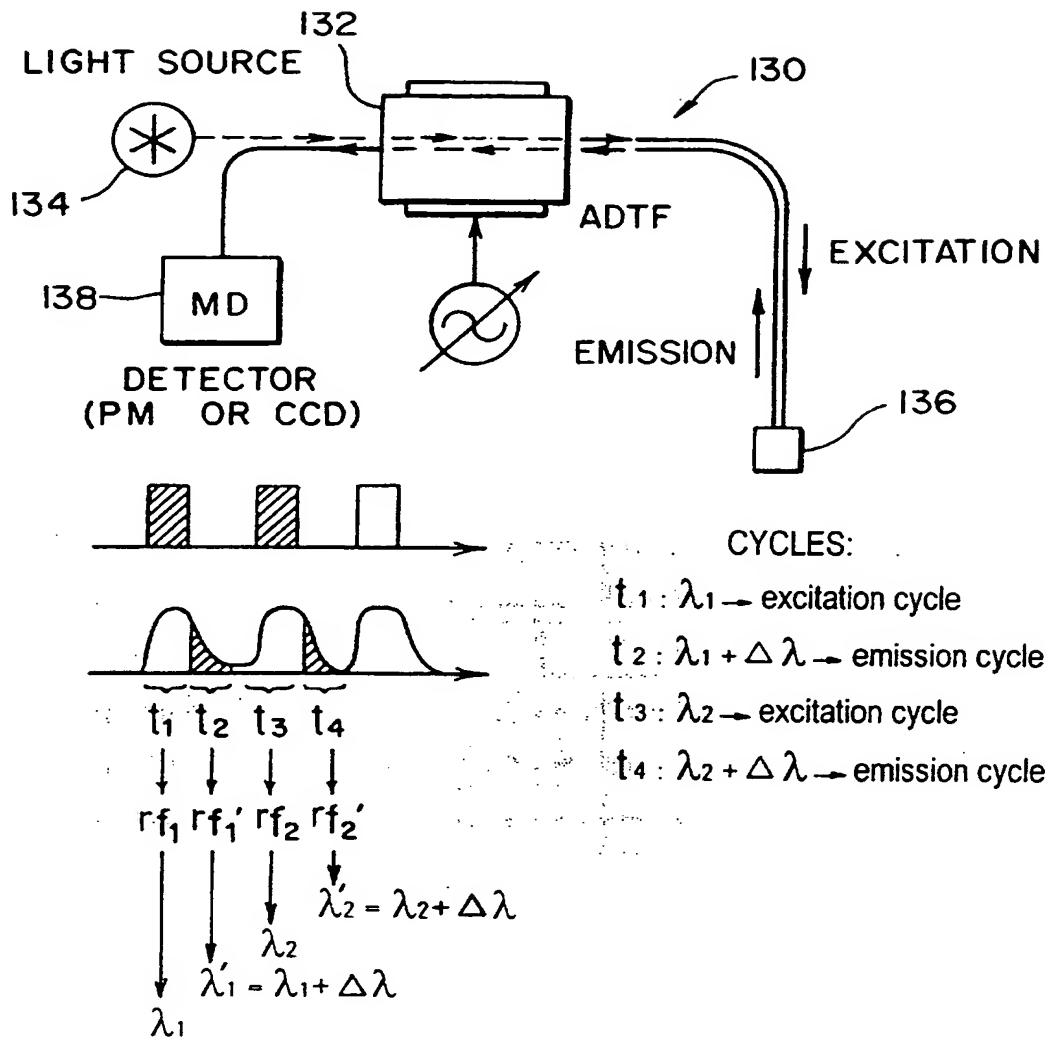 132
LIGHT SOURCE
130
134
ADTF
138
MD
EXCITATION
EMISSION
DETECTOR
(PM OR CCD)
136
CYCLES:
t1 : λ1 → excitation cycle
t2 : λ1 + Δλ → emission cycle
t3 : λ2 → excitation cycle
t4 : λ2 + Δλ → emission cycle
t1 t2 t3 t4
rf1 rf1' rf2 rf2'
λ'2 = λ2 + Δλ
λ2
λ'1 = λ1 + Δλ
λ1